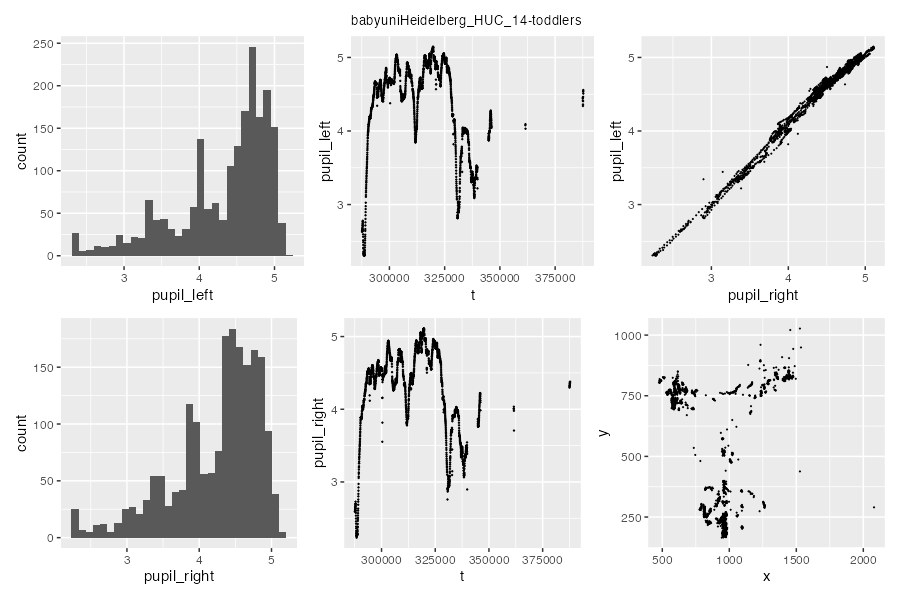 babyuniHeidelberg_HUC_14-toddlers
250
200
150
100
50
0
count
3 4 5
pupil_left
5
4
3
pupil_left
300000 325000 350000 375000
t
5
4
3
pupil_left
3 4 5
pupil_right
150
100
50
0
count
3 4 5
pupil_right
5
4
3
pupil_right
300000 325000 350000 375000
t
1000
750
500
250
y
500 1000 1500 2000
x